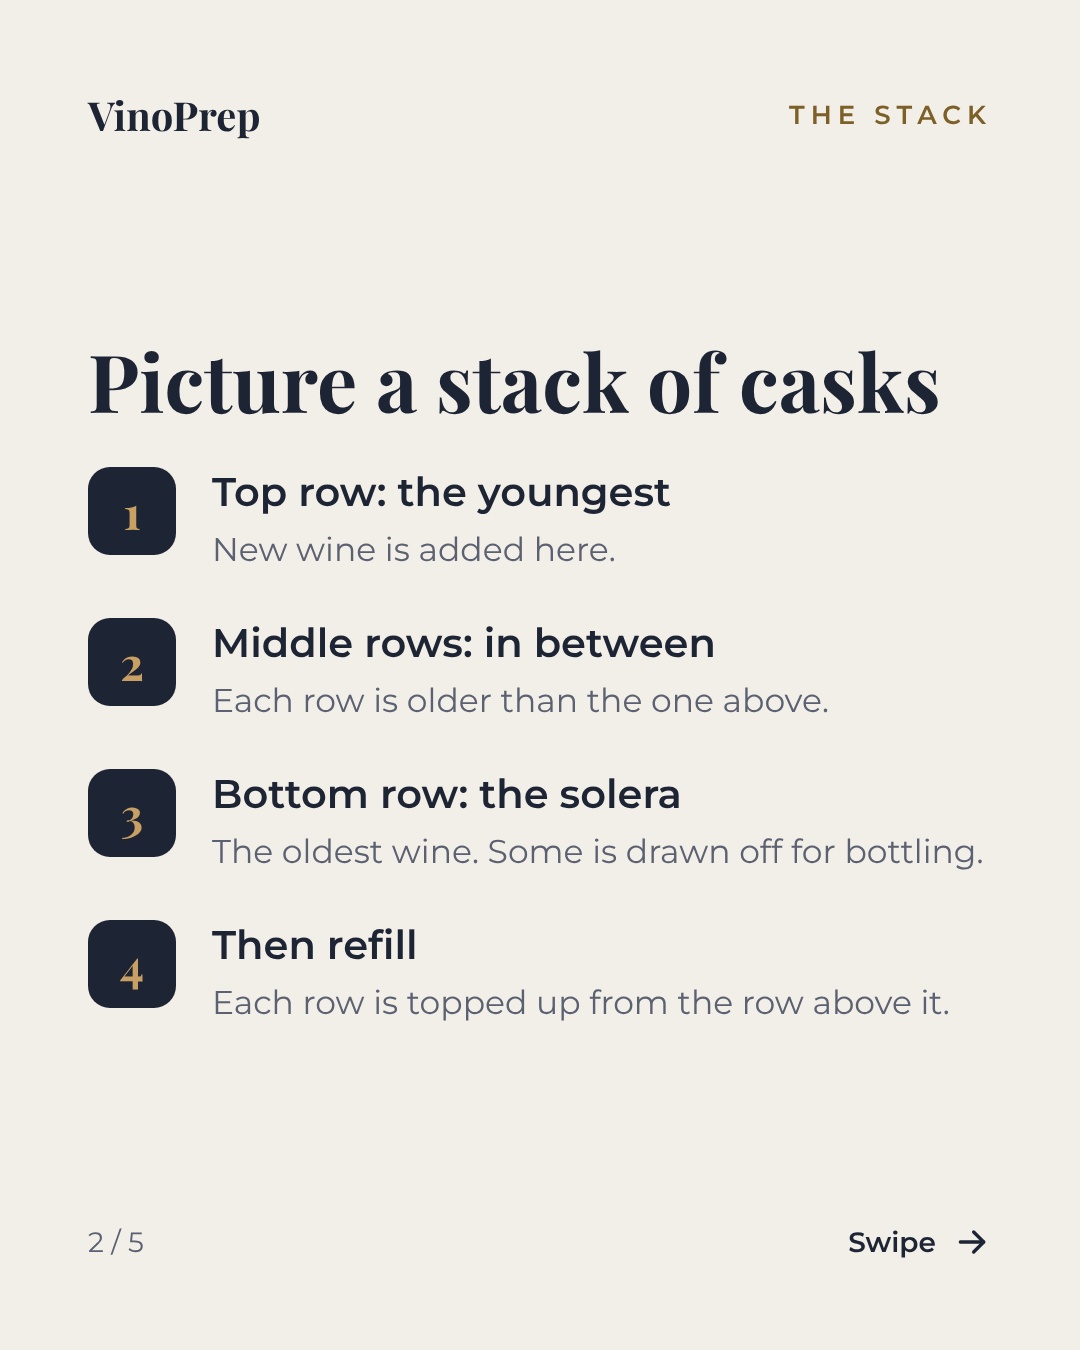 VinoPrep
THE STACK
Picture a stack of casks
1
Top row: the youngest
New wine is added here.
2
Middle rows: in between
Each row is older than the one above.
3
Bottom row: the solera
The oldest wine. Some is drawn off for bottling.
4
Then refill
Each row is topped up from the row above it.
2 / 5
Swipe →